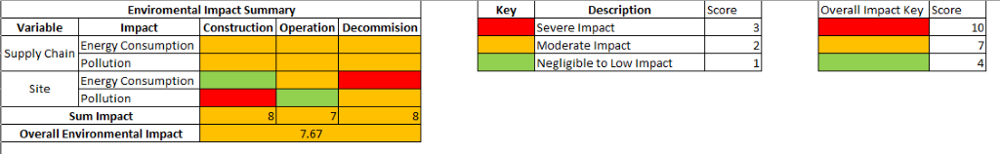 Enviromental Impact Summary
Variable Impact Construction Operation Decommision
Supply Chain Energy Consumption
Pollution
Site Energy Consumption
Pollution
Sum Impact 8 7 8
Overall Environmental Impact 7.67
Key Description Score
Severe Impact 3
Moderate Impact 2
Negligible to Low Impact 1
Overall Impact Key Score
10
7
4